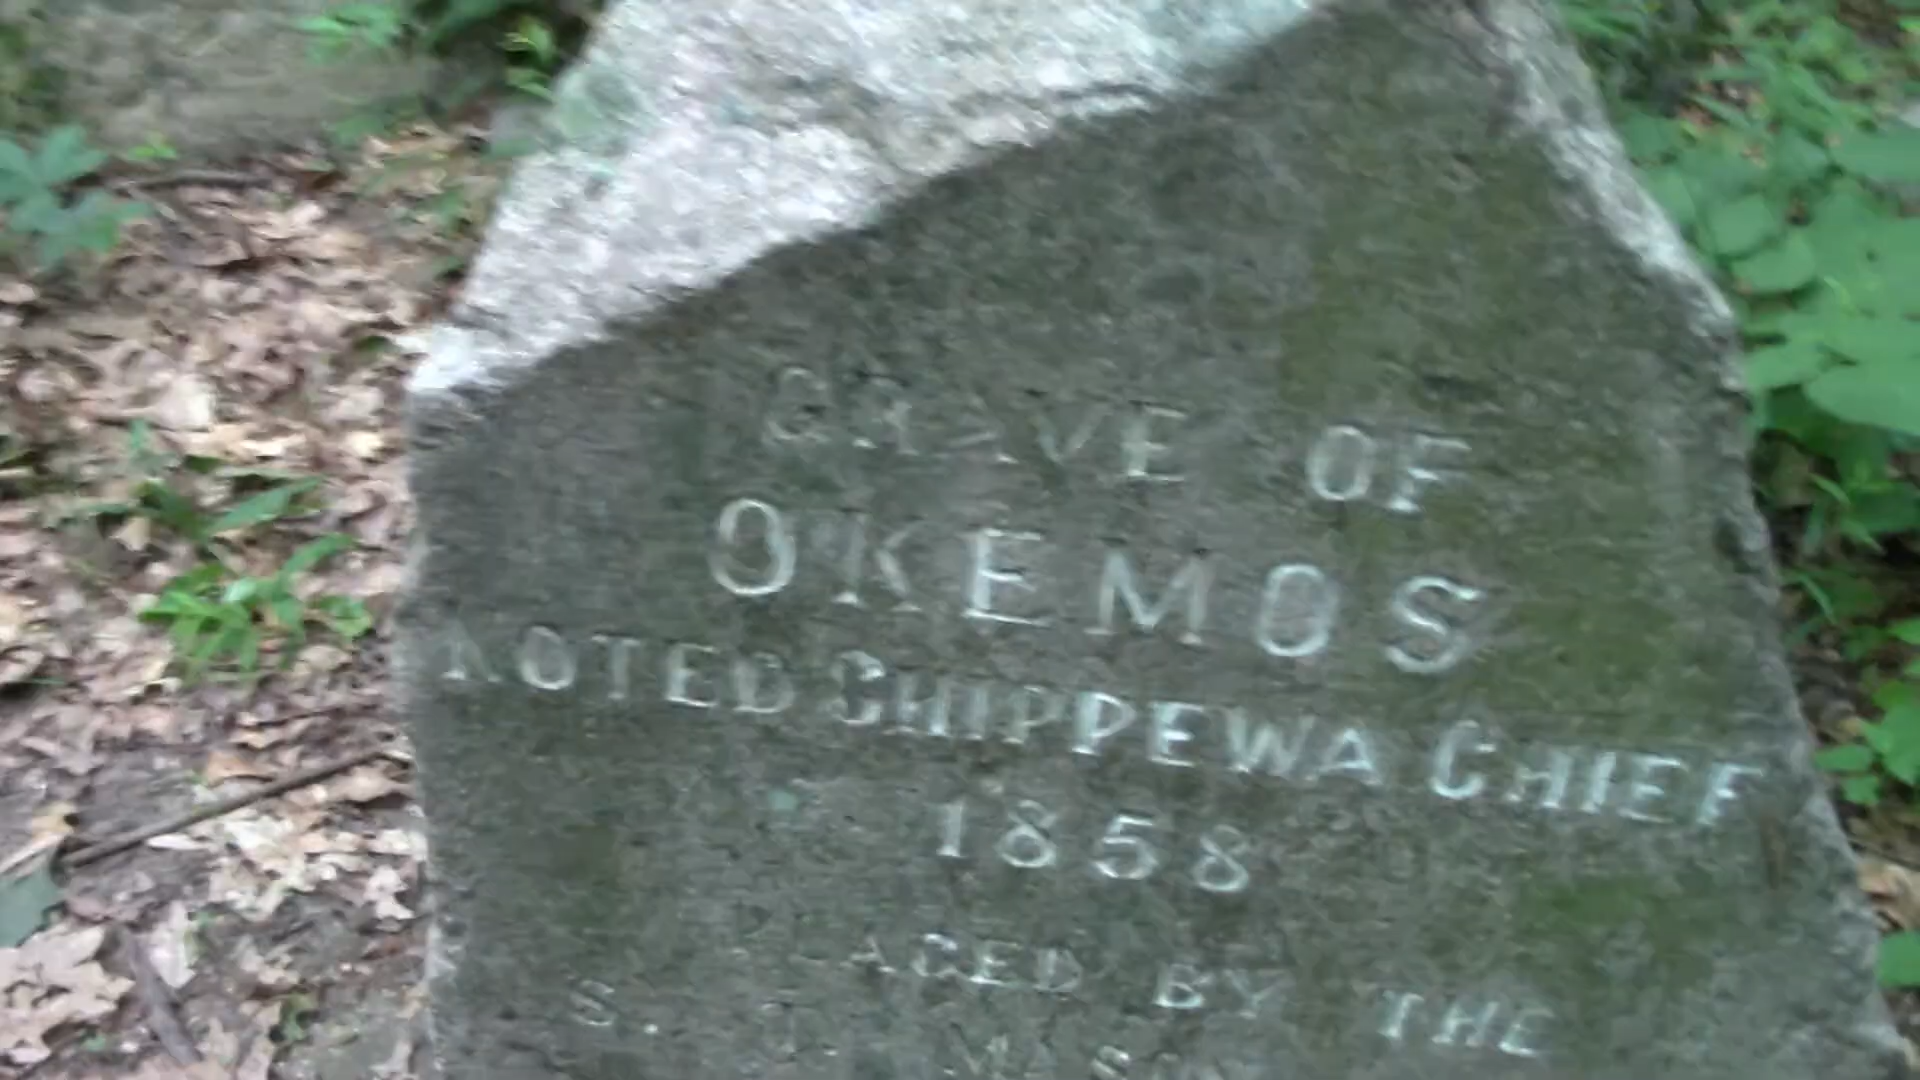 GRAVE OF
OKEMOS
NOTED CHIPPEWA CHIEF
1858
BY THE